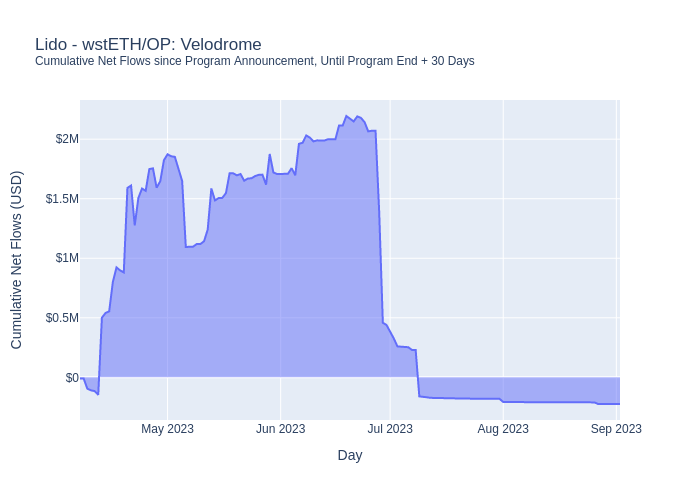 Lido - wstETH/OP: Velodrome
Cumulative Net Flows since Program Announcement, Until Program End + 30 Days
Cumulative Net Flows (USD)
$2M
$1.5M
$1M
$0.5M
$0
May 2023
Jun 2023
Jul 2023
Aug 2023
Sep 2023
Day